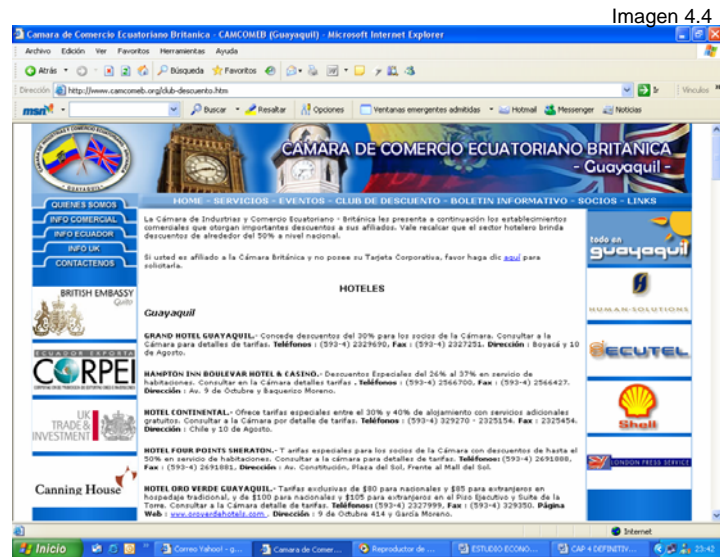 Imagen 4.4
Camara de Comercio Ecuatoriano Britanica - CAMCOMEB (Guayaquil) - Microsoft Internet Explorer
Archivo Edición Ver Favoritos Herramientas Ayuda
Atrás Búsqueda Favoritos
Dirección http://www.camcomeb.org/club-descuento.htm Ir Vínculos
msn Buscar Resaltar Opciones Ventanas emergentes admitidas Hotmail Messenger Noticias
CAMARA DE COMERCIO ECUATORIANO BRITANICA
- Guayaquil -
HOME - SERVICIOS - EVENTOS - CLUB DE DESCUENTO - BOLETIN INFORMATIVO - SOCIOS - LINKS
QUIENES SOMOS
INFO COMERCIAL
INFO ECUADOR
INFO UK
CONTACTENOS
BRITISH EMBASSY
Quito
ECUADOR EXPORTA
CORPEI
UK
TRADE &
INVESTMENT
Canning House
La Cámara de Industrias y Comercio Ecuatoriano - Británica les presenta a continuación los establecimientos
comerciales que otorgan importantes descuentos a sus afiliados. Vale recalcar que el sector hotelero brinda
descuentos de alrededor del 50% a nivel nacional.
Si usted es afiliado a la Cámara Británica y no posee su Tarjeta Corporativa, favor haga clic aquí para
solicitarla.
HOTELES
Guayaquil
GRAND HOTEL GUAYAQUIL.- Concede descuentos del 30% para los socios de la Cámara. Consultar a la
Cámara para detalles de tarifas. Teléfonos : (593-4) 2329690, Fax : (593-4) 2327251. Dirección : Boyacá y 10
de Agosto.
HAMPTON INN BOULEVAR HOTEL & CASINO.- Descuentos Especiales del 26% al 37% en servicio de
habitaciones. Consultar en la Cámara detalles tarifas . Teléfonos : (593-4) 2566700, Fax : (593-4) 2566427.
Dirección : Av. 9 de Octubre y Baquerizo Moreno.
HOTEL CONTINENTAL.- Ofrece tarifas especiales entre el 30% y 40% de alojamiento con servicios adicionales
gratuitos. Consultar a la Cámara por detalle de tarifas. Teléfonos : (593-4) 329270 - 2325154. Fax : 2325454.
Dirección : Chile y 10 de Agosto.
HOTEL FOUR POINTS SHERATON.- T arifas especiales para los socios de la Cámara con descuentos de hasta el
50% en servicio de habitaciones. Consultar a la cámara para detalles de tarifas. Teléfonos: (593-4) 2691888,
Fax : (593-4) 2691881, Dirección : Av. Constitución, Plaza del Sol, Frente al Mall del Sol.
HOTEL ORO VERDE GUAYAQUIL.- Tarifas exclusivas de $80 para nacionales y $85 para extranjeros en
hospedaje tradicional, y de $100 para nacionales y $105 para extranjeros en el Piso Ejecutivo y Suite de la
Torre. Consultar a la Cámara detalle de tarifas. Teléfonos: (593-4) 2327999, Fax : (593-4) 329350. Página
Web : www.oroverdehotels.com . Dirección : 9 de Octubre 414 y García Moreno.
todo en
guayaquil
HUMAN-SOLUTIONS
ECUTEL
Shell
LONDON PRESS SERVICE
Internet
Inicio Correo Yahoo! - g... Camara de Comer... Reproductor de ... ESTUDIO ECONO... CAP 4 DEFINITIV... 23:42